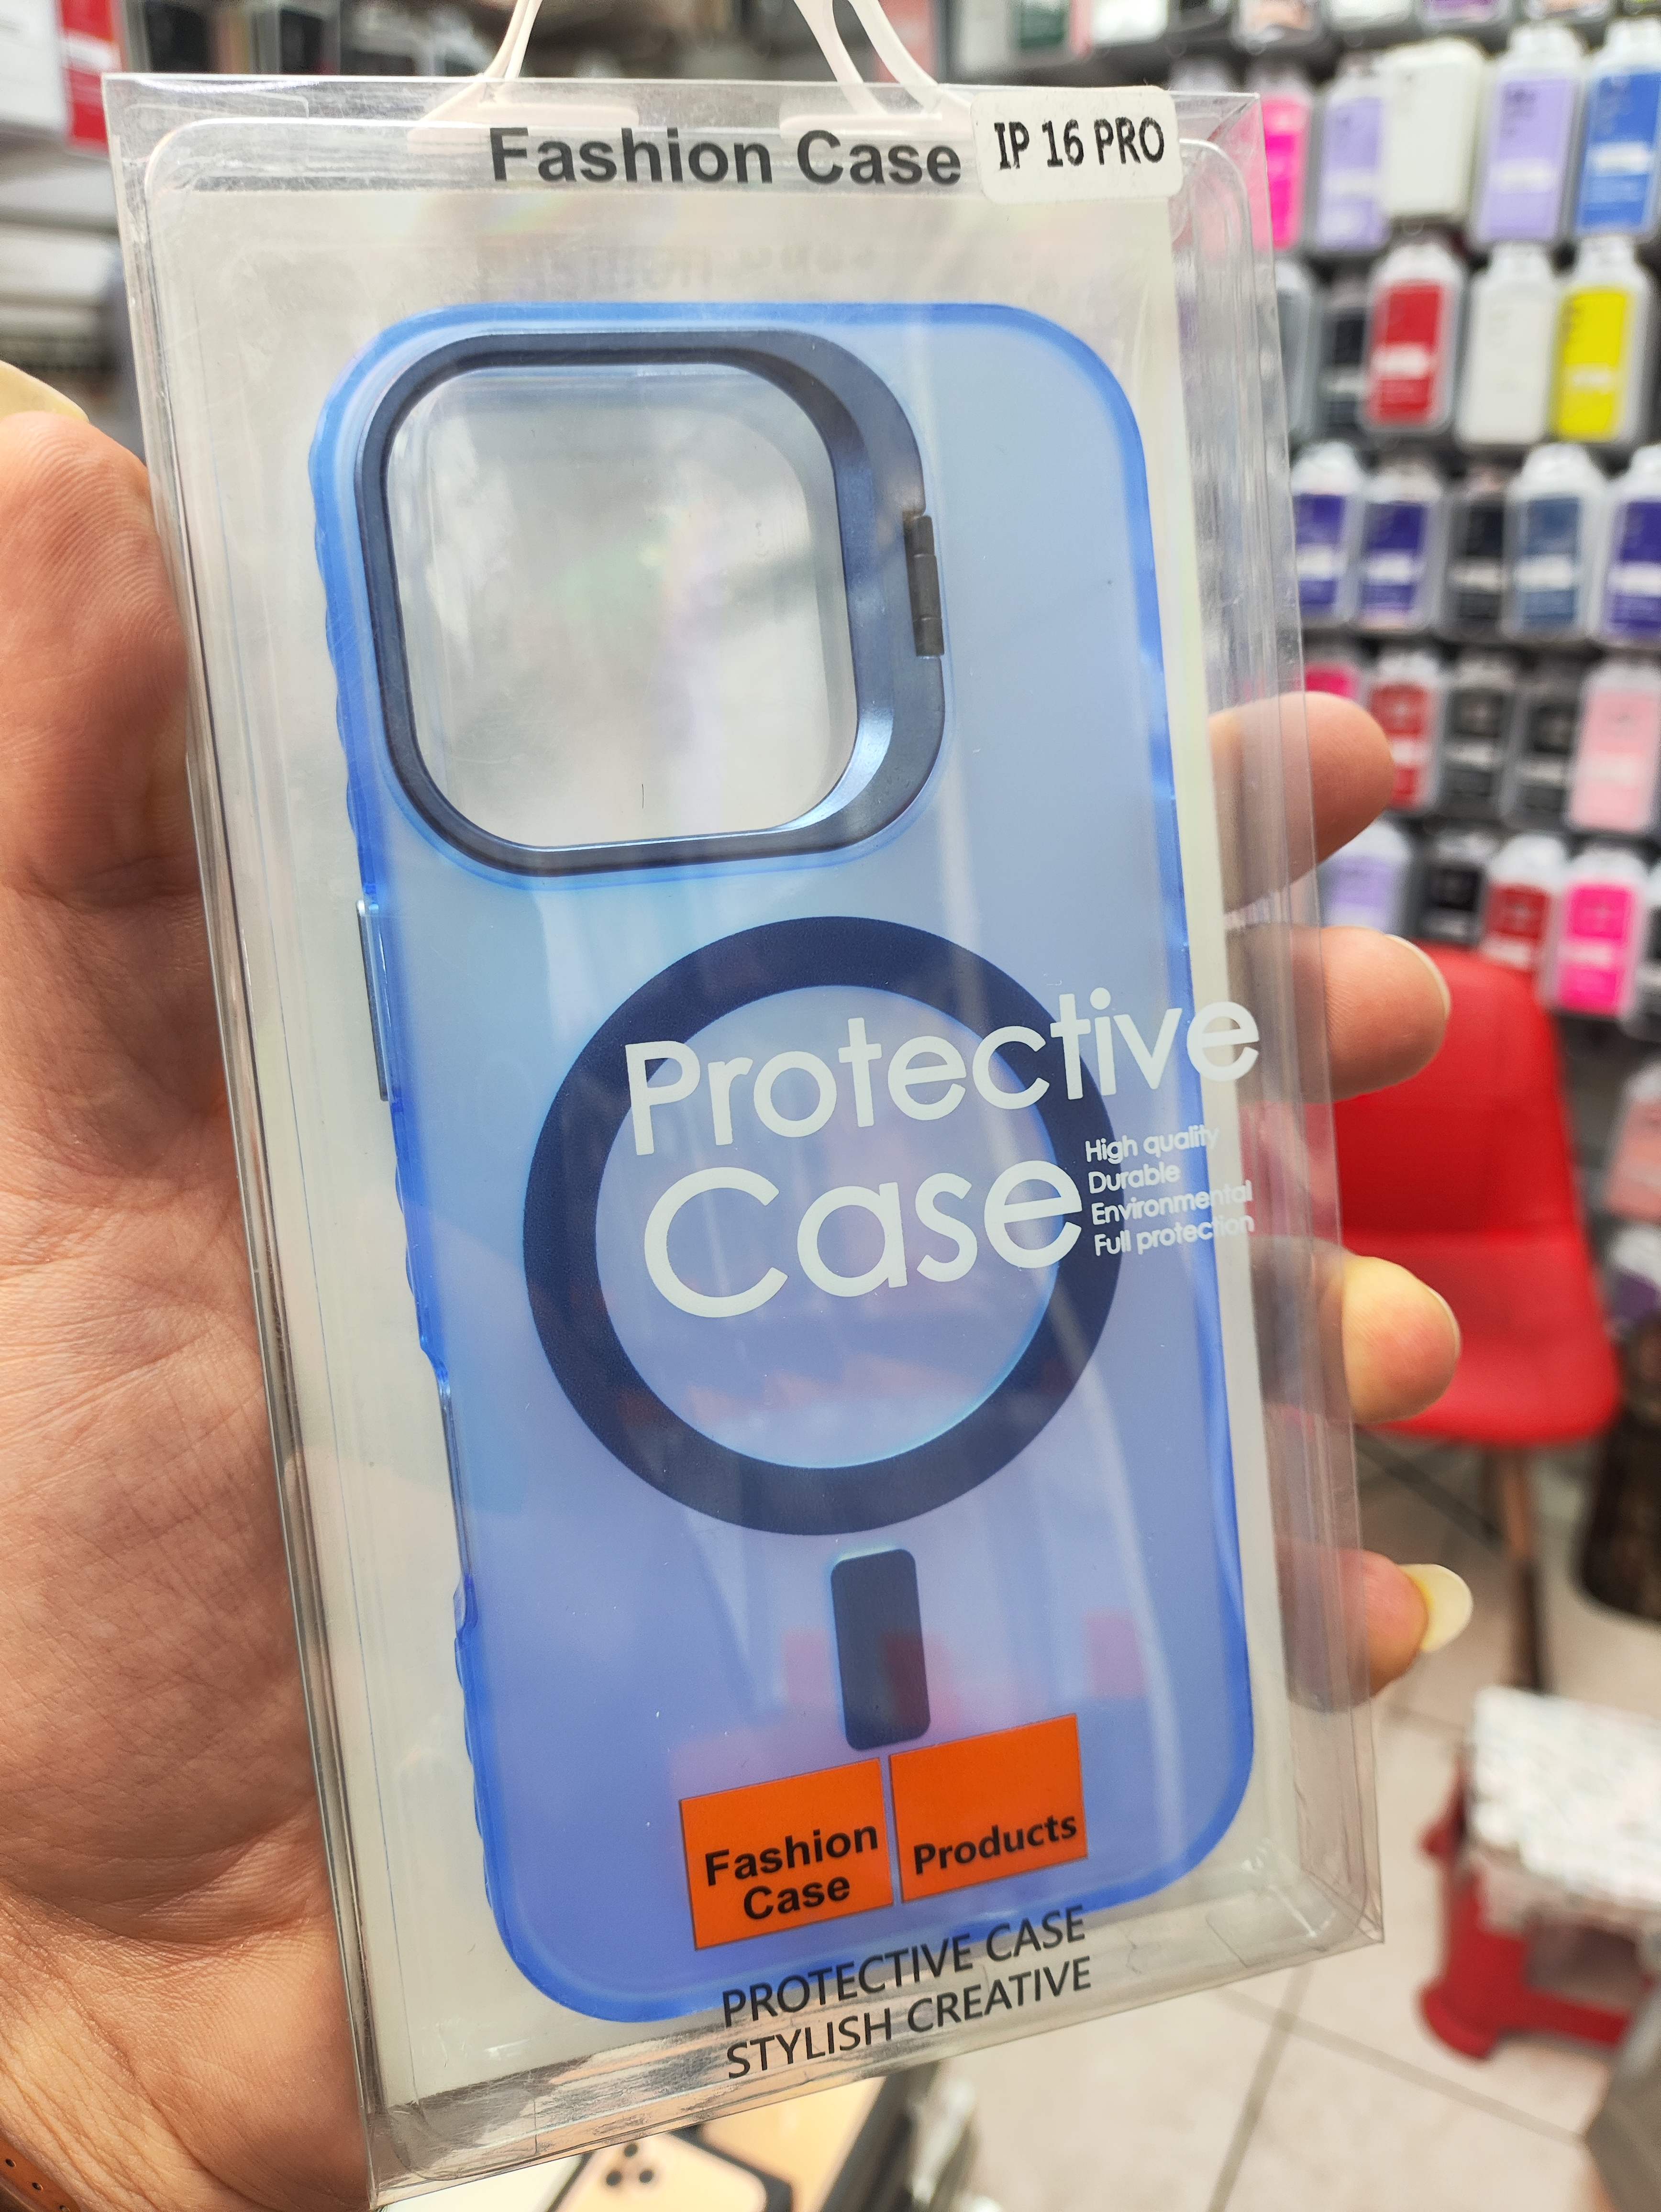 Fashion Case
IP 16 PRO
Protective
Case
High quality
Durable
Environmental
Full protection
Fashion
Case
Products
PROTECTIVE CASE
STYLISH CREATIVE